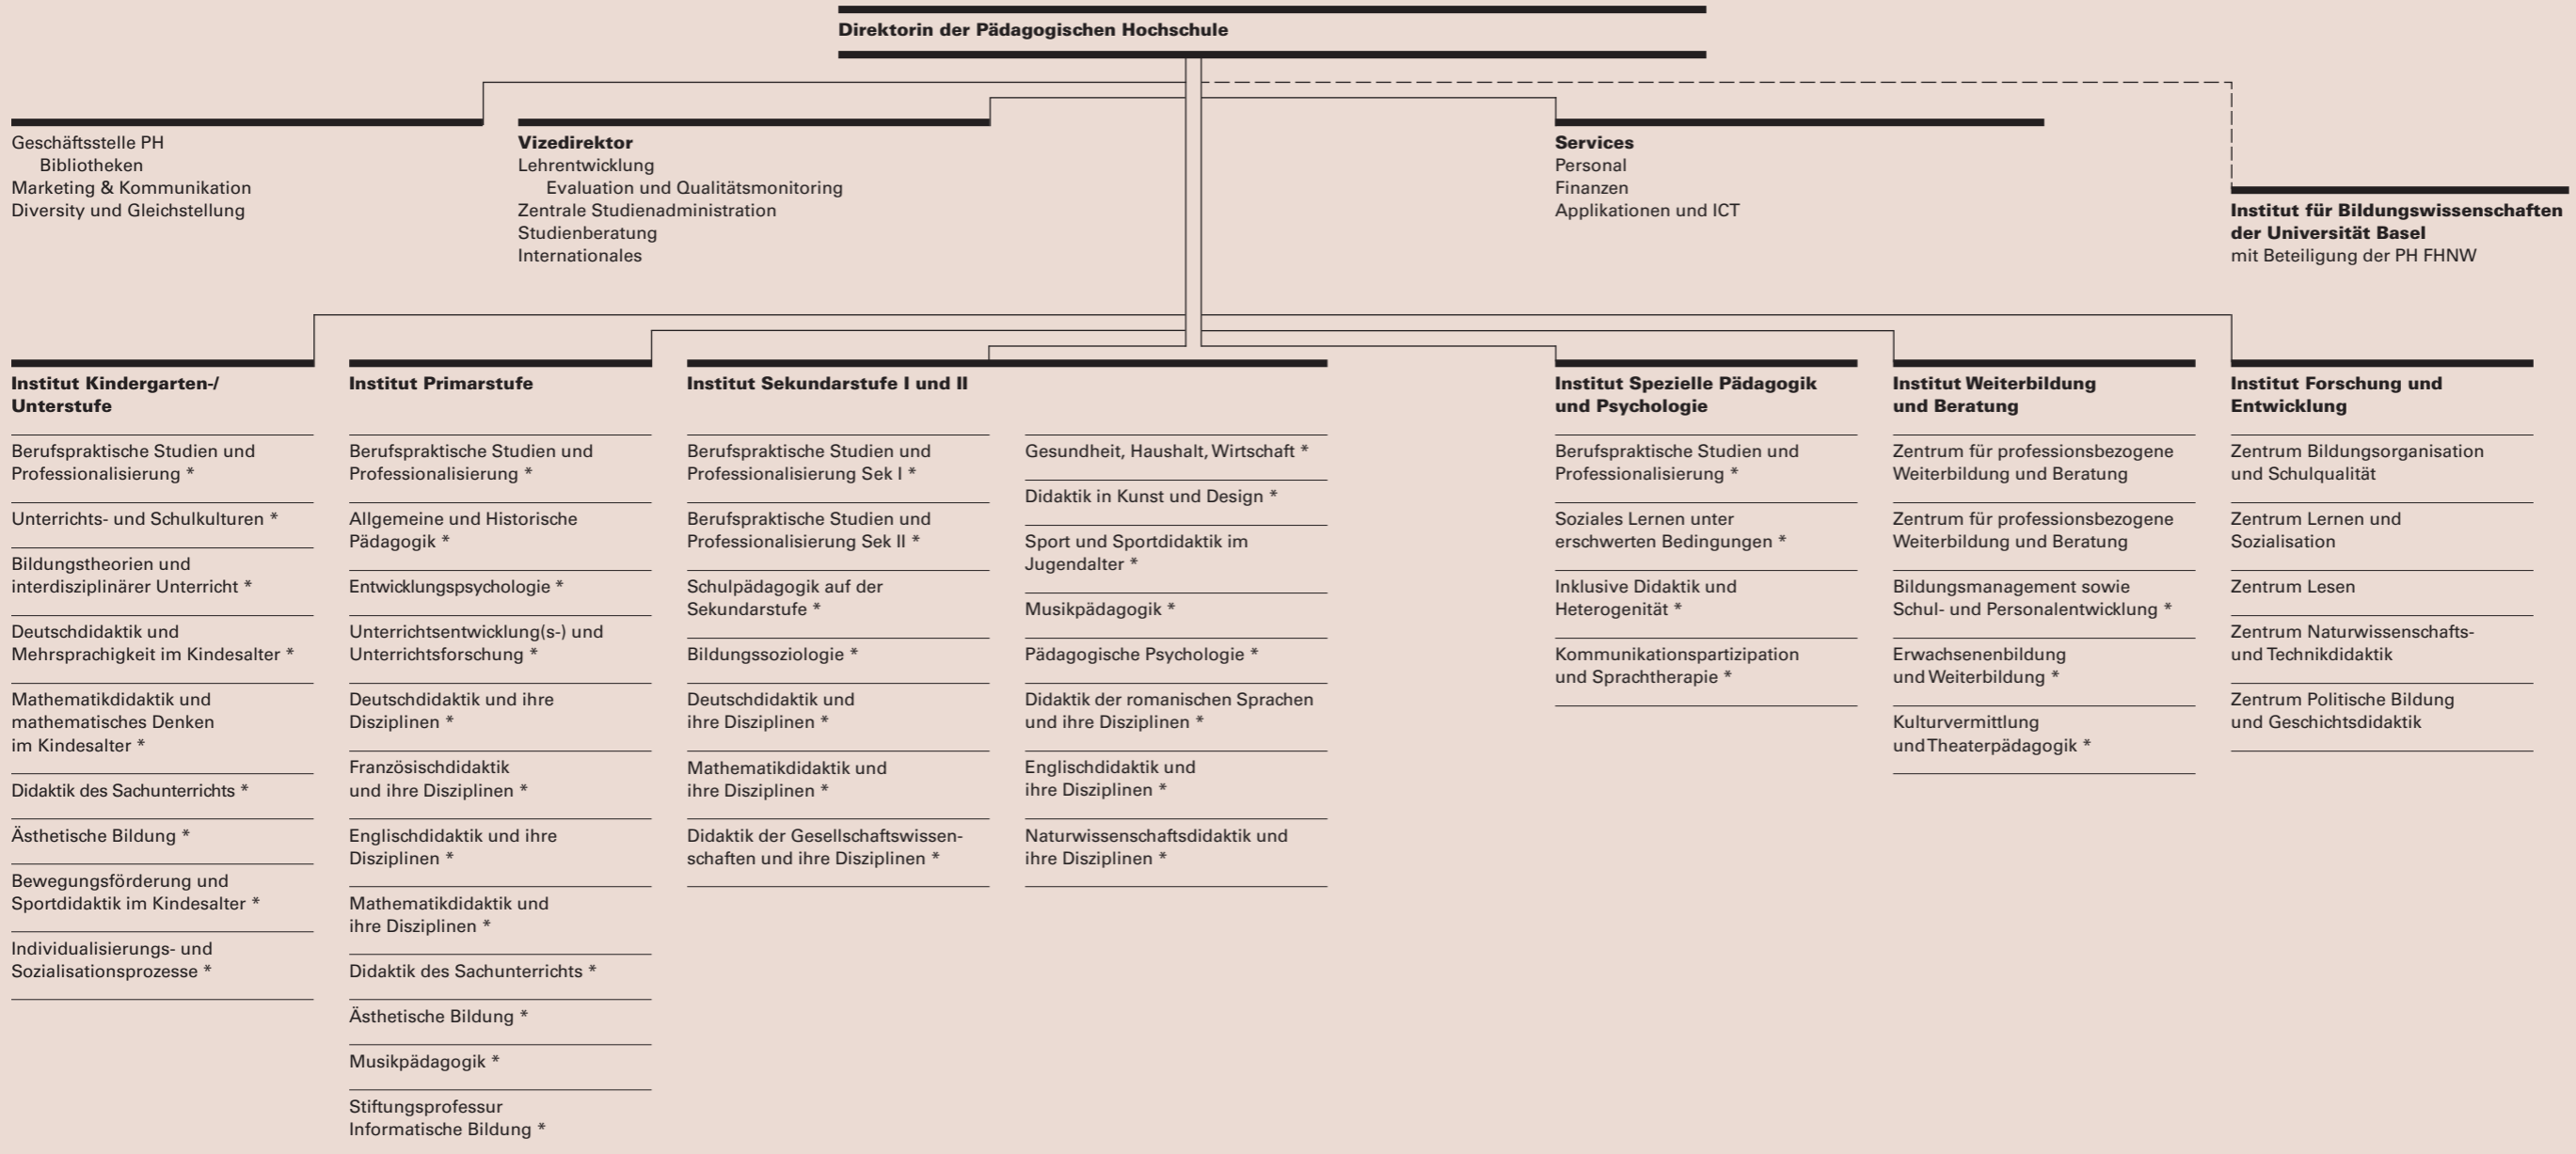 Direktorin der Pädagogischen Hochschule
Geschäftsstelle PH
Bibliotheken
Marketing & Kommunikation
Diversity und Gleichstellung
Vizedirektor
Lehrentwicklung
Evaluation und Qualitätsmonitoring
Zentrale Studienadministration
Studienberatung
Internationales
Services
Personal
Finanzen
Applikationen und ICT
Institut für Bildungswissenschaften
der Universität Basel
mit Beteiligung der PH FHNW
Institut Kindergarten-/
Unterstufe
Berufspraktische Studien und
Professionalisierung *
Unterrichts- und Schulkulturen *
Bildungstheorien und
interdisziplinärer Unterricht *
Deutschdidaktik und
Mehrsprachigkeit im Kindesalter *
Mathematikdidaktik und
mathematisches Denken
im Kindesalter *
Didaktik des Sachunterrichts *
Ästhetische Bildung *
Bewegungsförderung und
Sportdidaktik im Kindesalter *
Individualisierungs- und
Sozialisationsprozesse *
Institut Primarstufe
Berufspraktische Studien und
Professionalisierung *
Allgemeine und Historische
Pädagogik *
Entwicklungspsychologie *
Unterrichtsentwicklung(s-) und
Unterrichtsforschung *
Deutschdidaktik und ihre
Disziplinen *
Französischdidaktik
und ihre Disziplinen *
Englischdidaktik und ihre
Disziplinen *
Mathematikdidaktik und
ihre Disziplinen *
Didaktik des Sachunterrichts *
Ästhetische Bildung *
Musikpädagogik *
Stiftungsprofessur
Informatische Bildung *
Institut Sekundarstufe I und II
Berufspraktische Studien und
Professionalisierung Sek I *
Berufspraktische Studien und
Professionalisierung Sek II *
Schulpädagogik auf der
Sekundarstufe *
Bildungssoziologie *
Deutschdidaktik und
ihre Disziplinen *
Mathematikdidaktik und
ihre Disziplinen *
Didaktik der Gesellschaftswissen-
schaften und ihre Disziplinen *
Gesundheit, Haushalt, Wirtschaft *
Didaktik in Kunst und Design *
Sport und Sportdidaktik im
Jugendalter *
Musikpädagogik *
Pädagogische Psychologie *
Didaktik der romanischen Sprachen
und ihre Disziplinen *
Englischdidaktik und
ihre Disziplinen *
Naturwissenschaftsdidaktik und
ihre Disziplinen *
Institut Spezielle Pädagogik
und Psychologie
Berufspraktische Studien und
Professionalisierung *
Soziales Lernen unter
erschwerten Bedingungen *
Inklusive Didaktik und
Heterogenität *
Kommunikationspartizipation
und Sprachtherapie *
Institut Weiterbildung
und Beratung
Zentrum für professionsbezogene
Weiterbildung und Beratung
Zentrum für professionsbezogene
Weiterbildung und Beratung
Bildungsmanagement sowie
Schul- und Personalentwicklung *
Erwachsenenbildung
und Weiterbildung *
Kulturvermittlung
und Theaterpädagogik *
Institut Forschung und
Entwicklung
Zentrum Bildungsorganisation
und Schulqualität
Zentrum Lernen und
Sozialisation
Zentrum Lesen
Zentrum Naturwissenschafts-
und Technikdidaktik
Zentrum Politische Bildung
und Geschichtsdidaktik